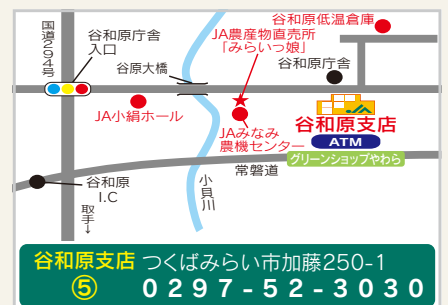 国道294号
谷和原庁舎
入口
谷原大橋
谷和原低温倉庫
JA農産物直売所
「みらいっ娘」
谷和原庁舎
JA小絹ホール
JAみなみ
農機センター
谷和原支店
ATM
グリーンショップやわら
常磐道
小貝川
谷和原
I.C
取手↓
谷和原支店 つくばみらい市加藤250-1
⑤ 0297-52-3030